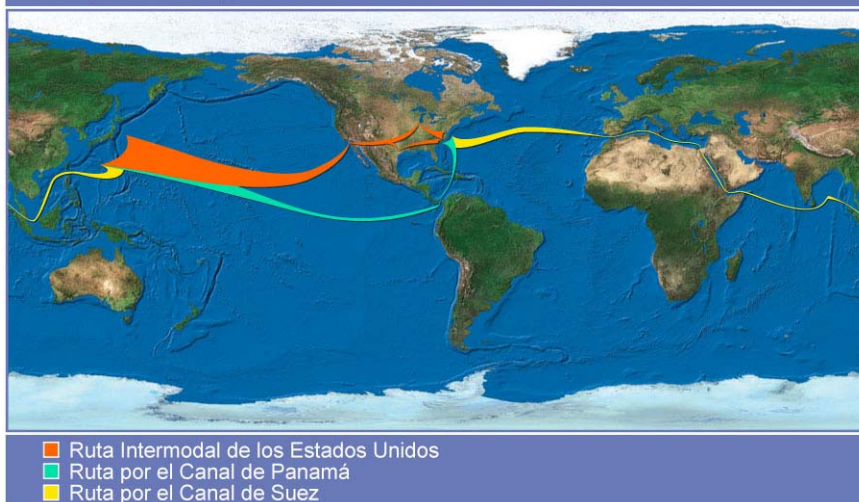 Ruta Intermodal de los Estados Unidos
Ruta por el Canal de Panamá
Ruta por el Canal de Suez